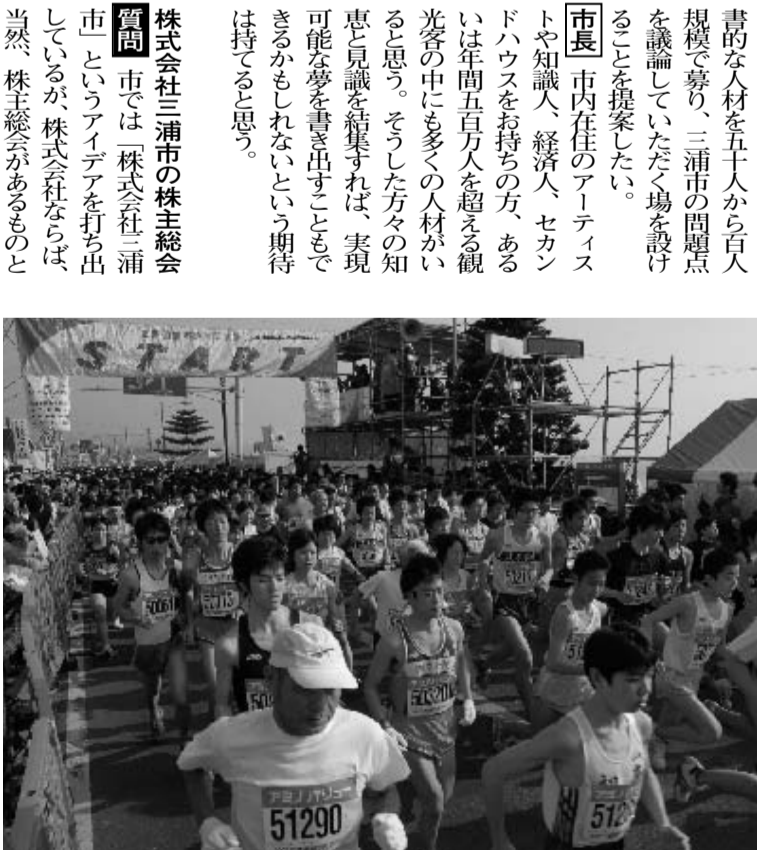 書的な人材を五十人から百人
規模で募り、三浦市の問題点
を議論していただく場を設け
ることを提案したい。
市長 市内在住のアーティス
トや知識人、経済人、セカン
ドハウスをお持ちの方、ある
いは年間五百万人を超える観
光客の中にも多くの人材がい
ると思う。そうした方々の知
恵と見識を結集すれば、実現
可能な夢を書き出すこともで
きるかもしれないという期待
は持てると思う。
株式会社三浦市の株主総会
質問 市では「株式会社三浦
市」というアイデアを打ち出
しているが、株式会社ならば、
当然、株主総会があるものと
START
アミノバリュー
51290